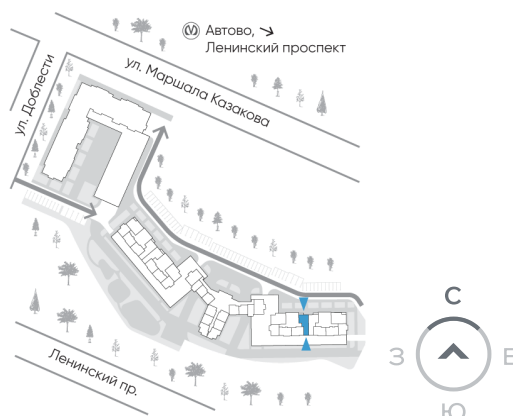 Автово, ↘
Ленинский проспект
ул. Маршала Казакова
ул. Доблести
Ленинский пр.
С
З
В
Ю